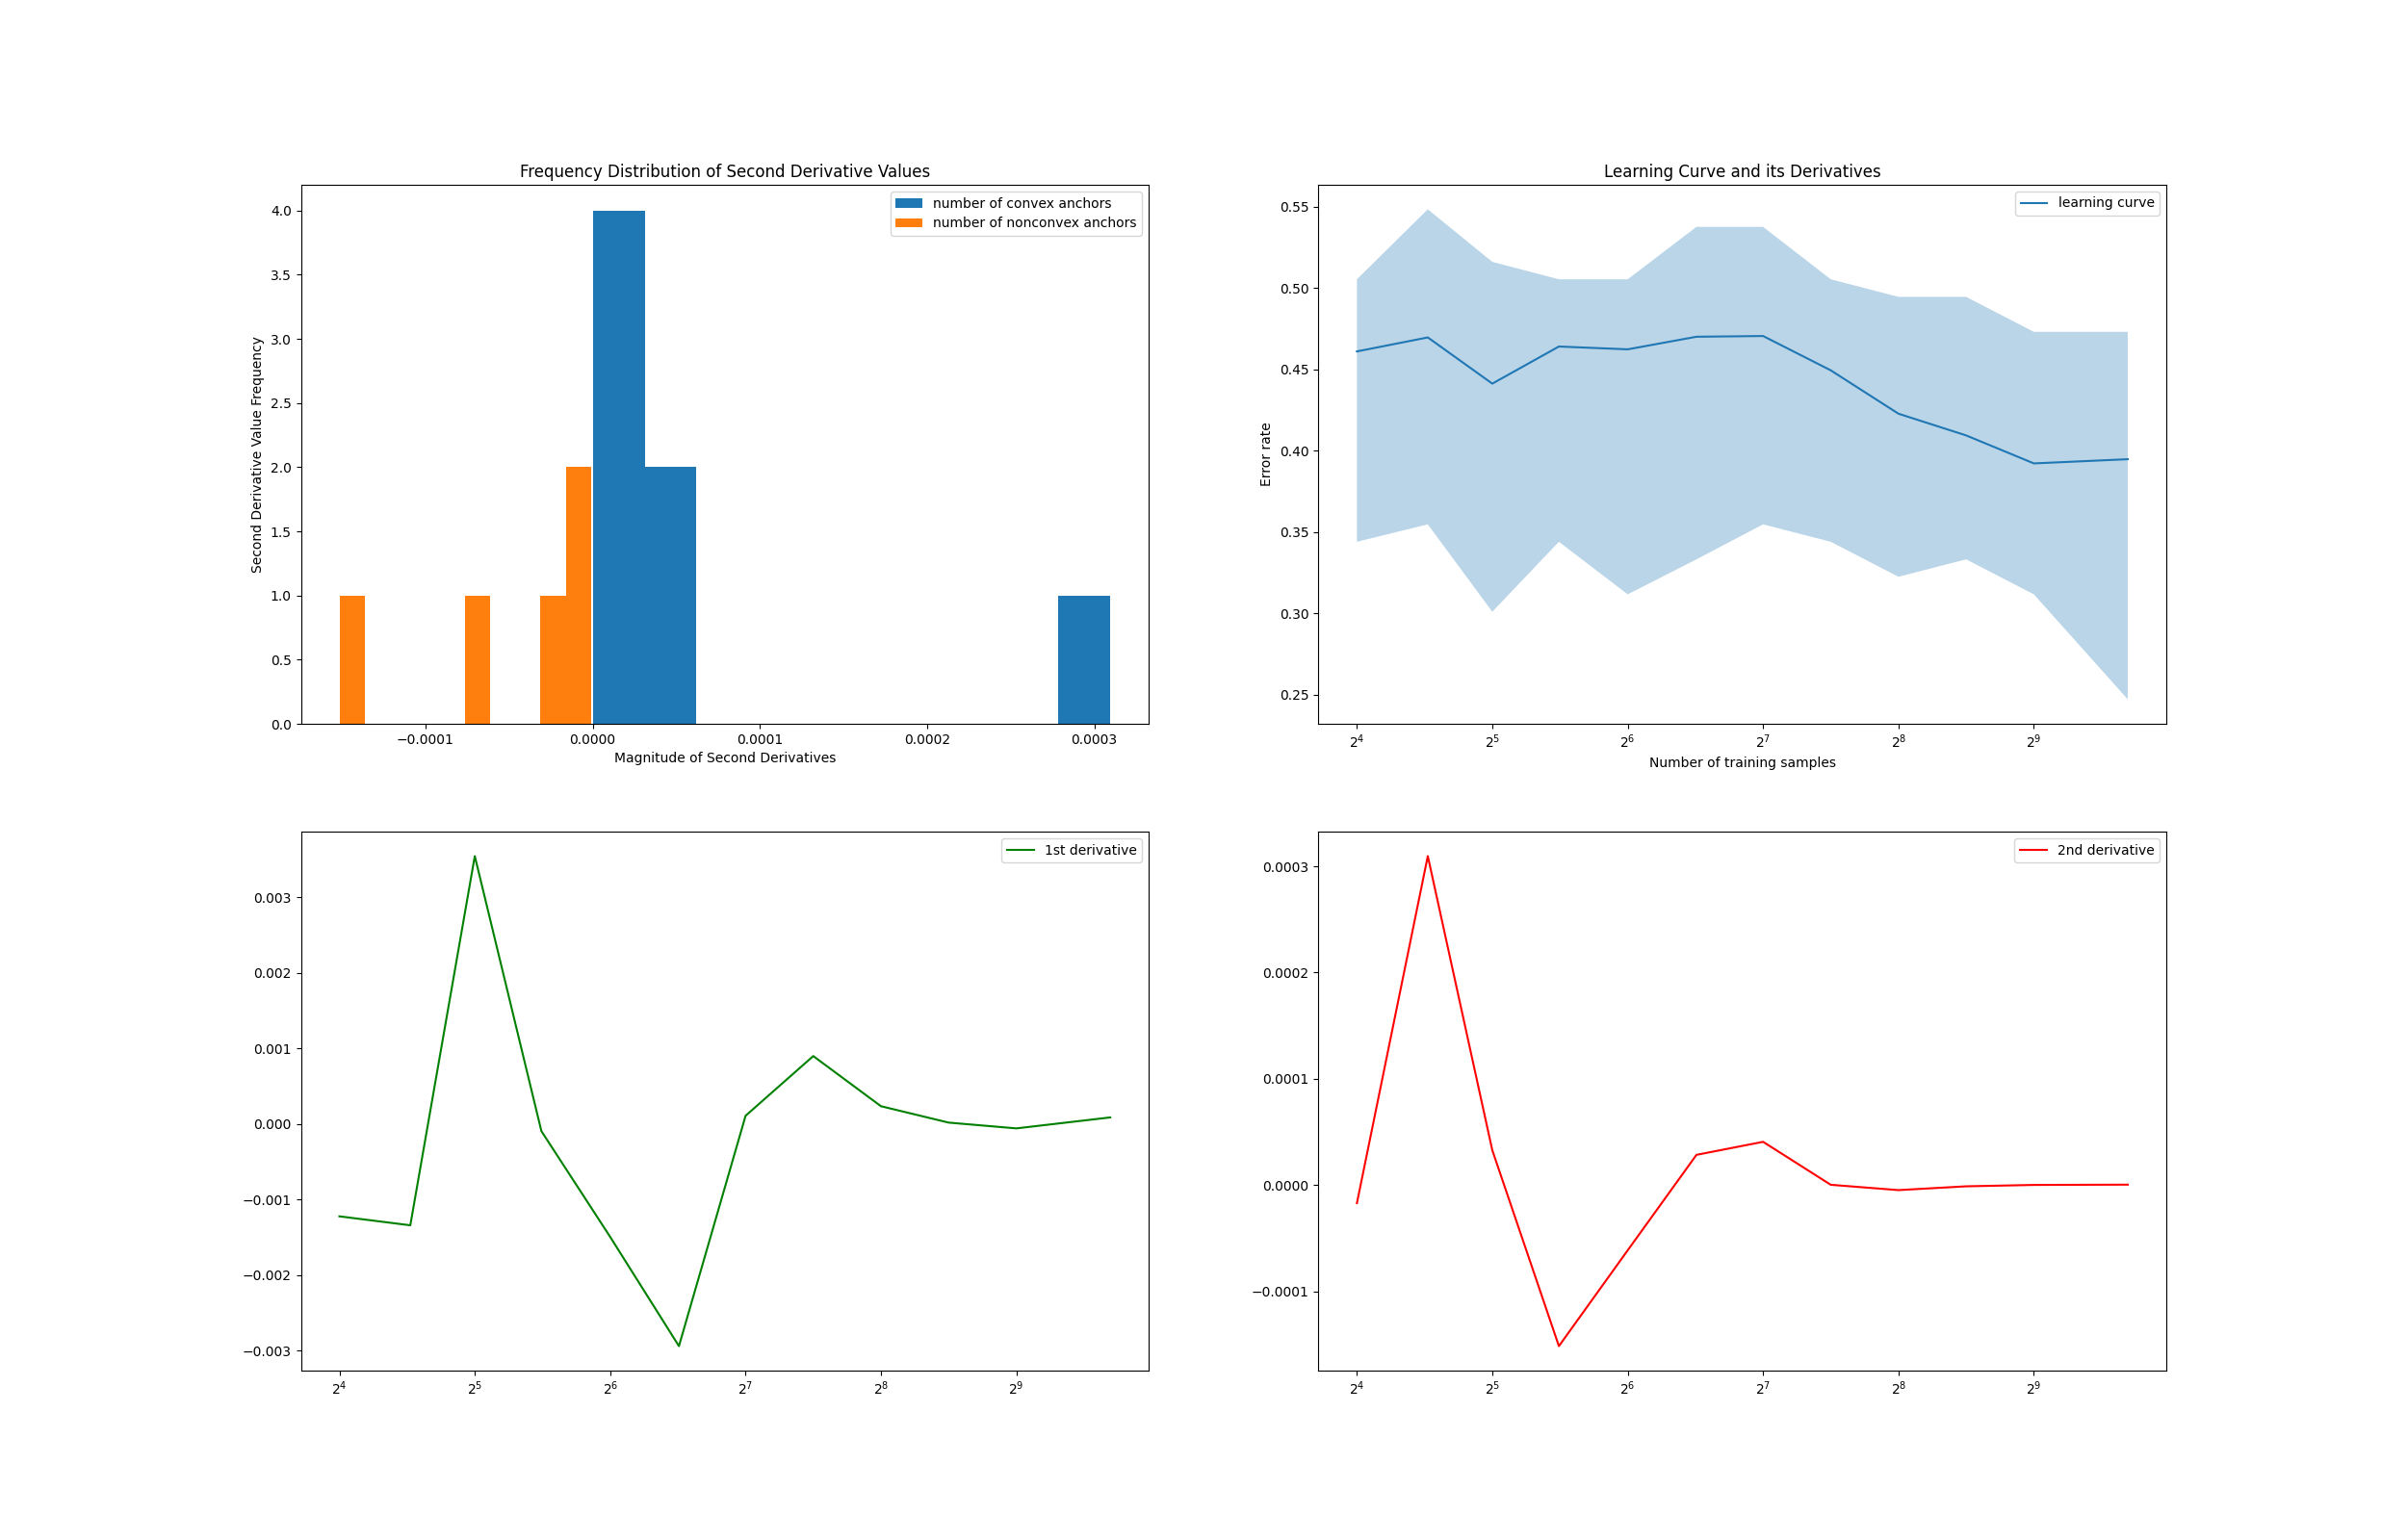 Frequency Distribution of Second Derivative Values
number of convex anchors
number of nonconvex anchors
Second Derivative Value Frequency
4.0
3.5
3.0
2.5
2.0
1.5
1.0
0.5
0.0
−0.0001 0.0000 0.0001 0.0002 0.0003
Magnitude of Second Derivatives
Learning Curve and its Derivatives
learning curve
Error rate
0.55
0.50
0.45
0.40
0.35
0.30
0.25
2⁴ 2⁵ 2⁶ 2⁷ 2⁸ 2⁹
Number of training samples
1st derivative
0.003
0.002
0.001
0.000
−0.001
−0.002
−0.003
2⁴ 2⁵ 2⁶ 2⁷ 2⁸ 2⁹
2nd derivative
0.0003
0.0002
0.0001
0.0000
−0.0001
2⁴ 2⁵ 2⁶ 2⁷ 2⁸ 2⁹